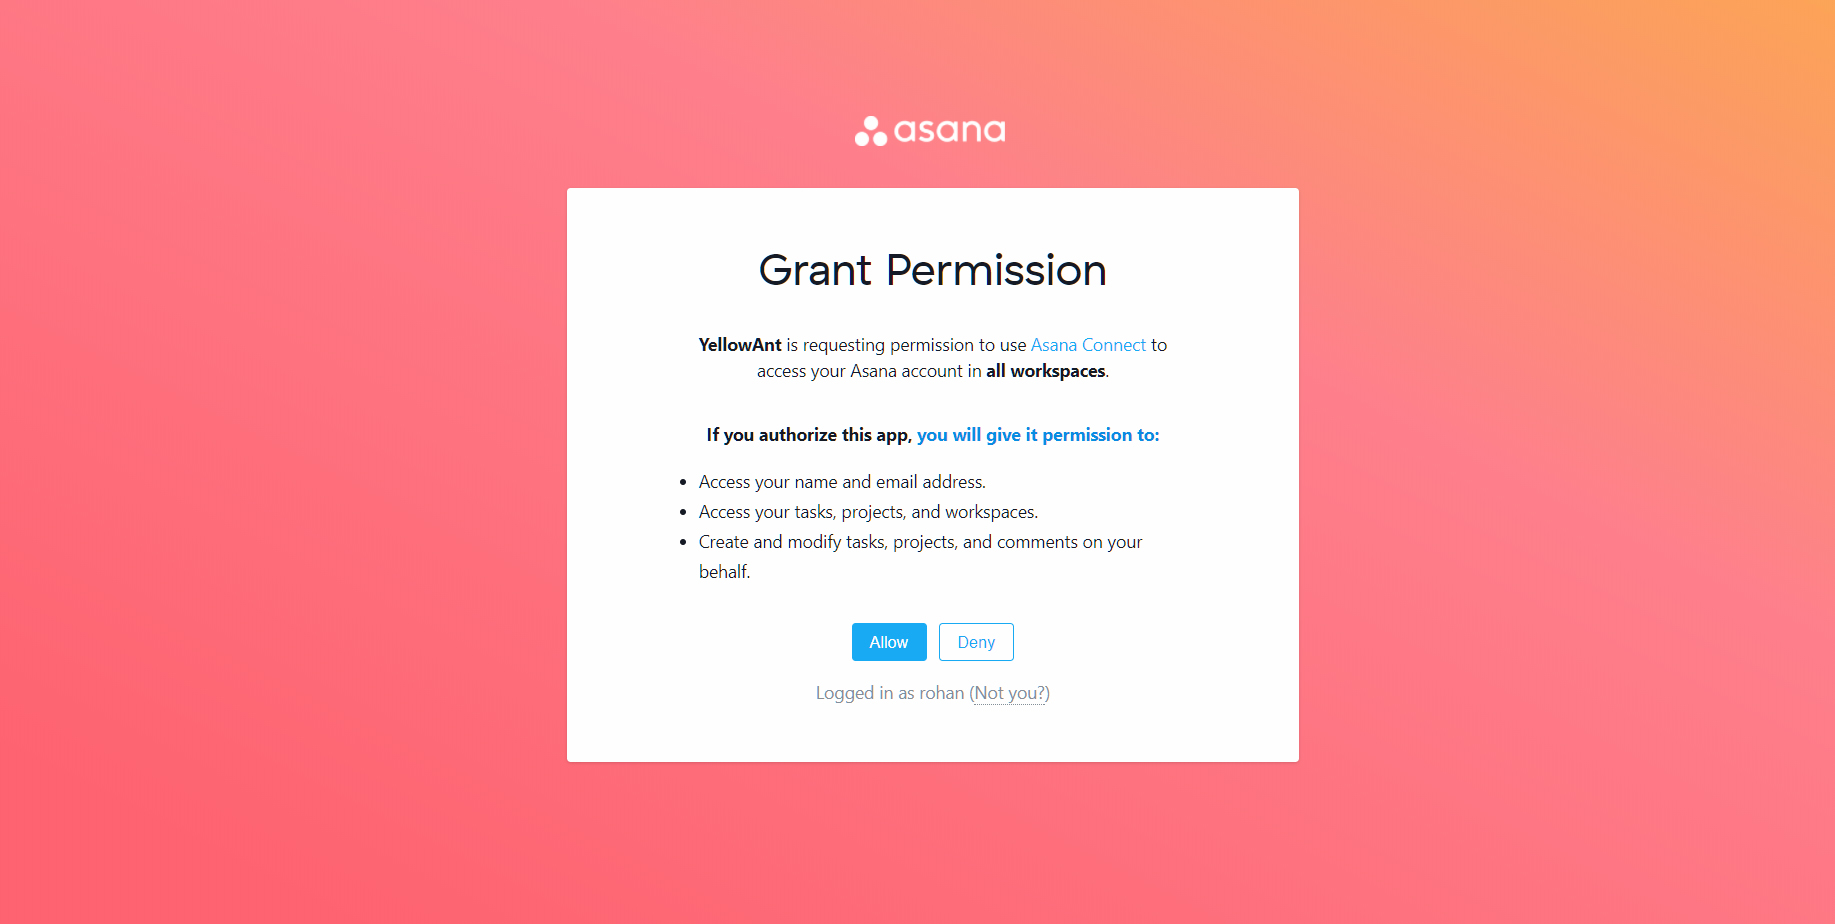 asana
Grant Permission
YellowAnt is requesting permission to use Asana Connect to
access your Asana account in all workspaces.
If you authorize this app, you will give it permission to:
• Access your name and email address.
• Access your tasks, projects, and workspaces.
• Create and modify tasks, projects, and comments on your
behalf.
Allow Deny
Logged in as rohan (Not you?)